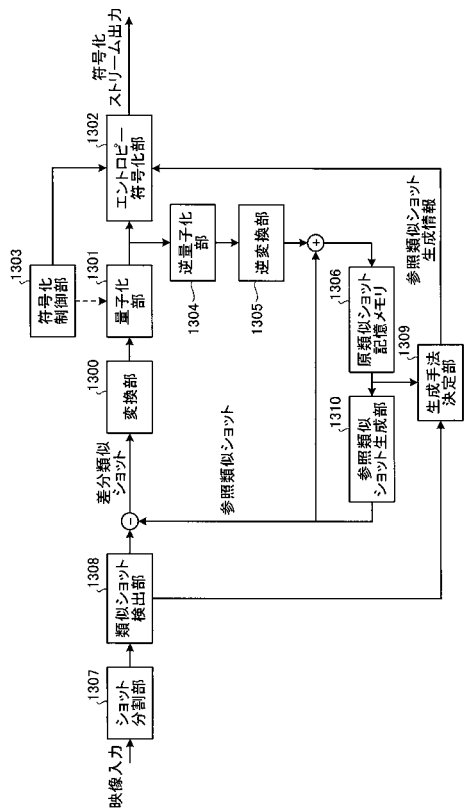 映像入力
1307
ショット
分割部
1308
類似ショット
検出部
差分類似
ショット
1300
変換部
1303
符号化
制御部
1301
量子化
部
1302
エントロピー
符号化部
符号化
ストリーム出力
逆量子化
部
1304
逆変換部
1305
参照類似ショット
1306
原類似ショット
記憶メモリ
1310
参照類似
ショット生成部
1309
生成手法
決定部
参照類似ショット
生成情報